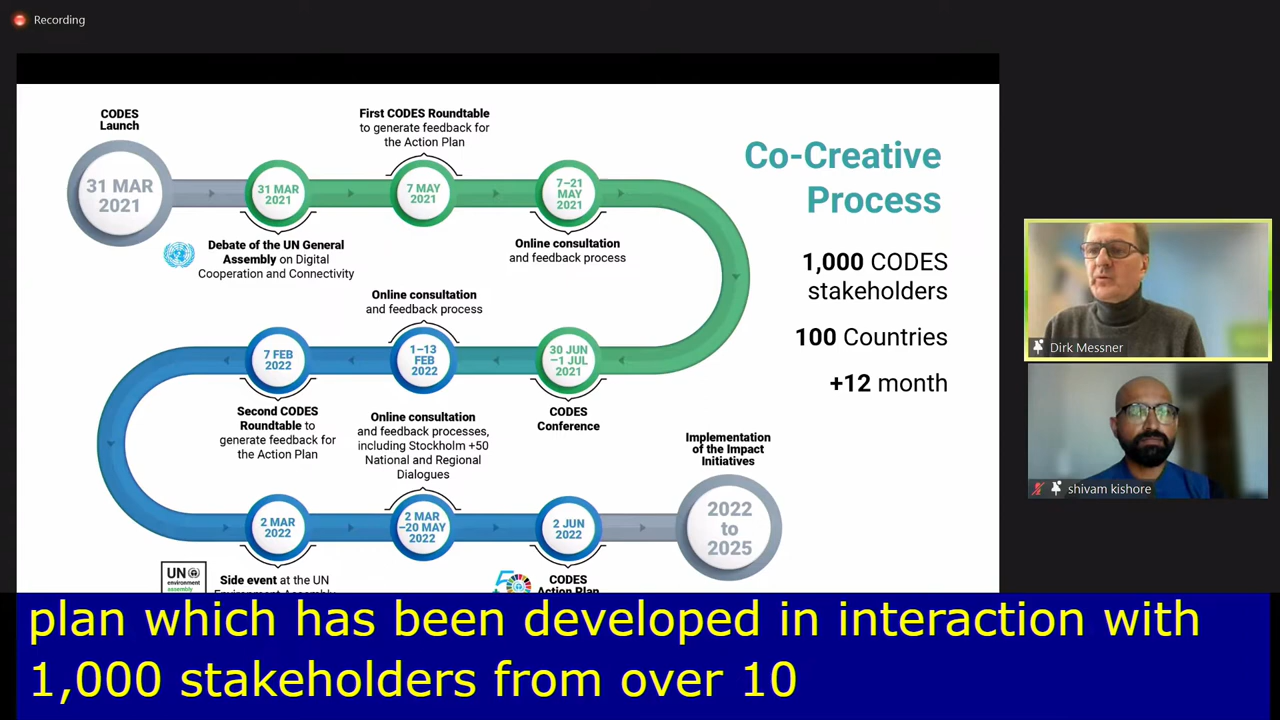 Recording
CODES
Launch
31 MAR
2021
31 MAR
2021
Debate of the UN General
Assembly on Digital
Cooperation and Connectivity
First CODES Roundtable
to generate feedback for
the Action Plan
7 MAY
2021
7–21
MAY
2021
Online consultation
and feedback process
Co-Creative
Process
1,000 CODES
stakeholders
100 Countries
+12 month
7 FEB
2022
Second CODES
Roundtable to
generate feedback for
the Action Plan
Online consultation
and feedback process
1–13
FEB
2022
30 JUN
–1 JUL
2021
CODES
Conference
2 MAR
2022
UN
environment
assembly
Side event at the UN
Environment Assembly
Online consultation
and feedback processes,
including Stockholm +50
National and Regional
Dialogues
2 MAR
–20 MAY
2022
2 JUN
2022
50
CODES
Action Plan
Implementation
of the Impact
Initiatives
2022
to
2025
Dirk Messner
shivam kishore
plan which has been developed in interaction with
1,000 stakeholders from over 10